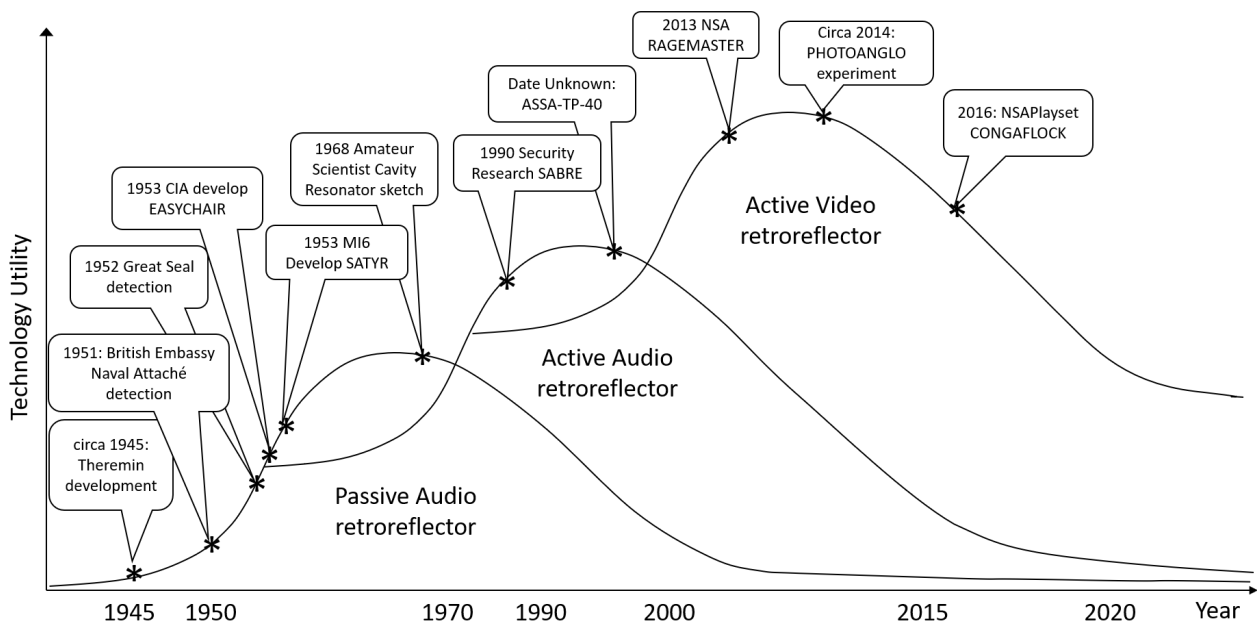 2013 NSA
RAGEMASTER
Circa 2014:
PHOTOANGLO
experiment
Date Unknown:
ASSA-TP-40
2016: NSAPlayset
CONGAFLOCK
1968 Amateur
Scientist Cavity
Resonator sketch
1990 Security
Research SABRE
1953 CIA develop
EASYCHAIR
1953 MI6
Develop SATYR
1952 Great Seal
detection
1951: British Embassy
Naval Attaché
detection
circa 1945:
Theremin
development
Active Video
retroreflector
Active Audio
retroreflector
Passive Audio
retroreflector
Technology Utility
1945
1950
1970
1990
2000
2015
2020
Year